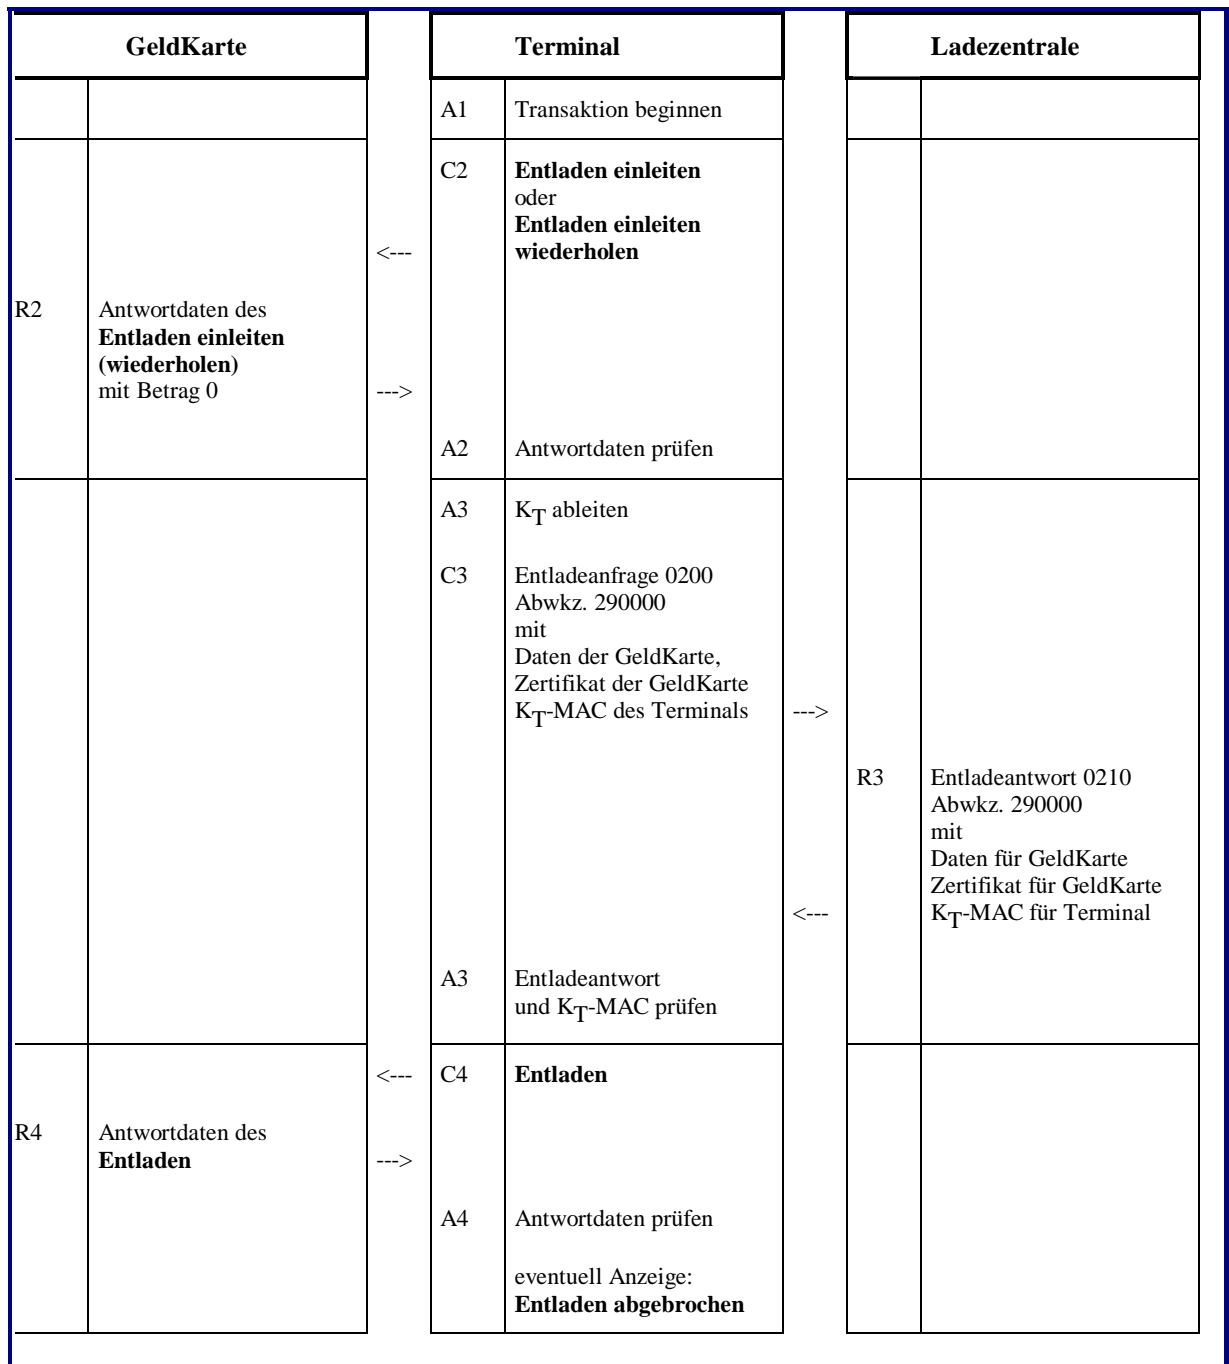 GeldKarte
Terminal
Ladezentrale
A1 Transaktion beginnen
C2 Entladen einleiten
oder
Entladen einleiten
<--- wiederholen
R2 Antwortdaten des
Entladen einleiten
(wiederholen)
mit Betrag 0 --->
A2 Antwortdaten prüfen
A3 KT ableiten
C3 Entladeanfrage 0200
Abwkz. 290000
mit
Daten der GeldKarte,
Zertifikat der GeldKarte
KT-MAC des Terminals --->
R3 Entladeantwort 0210
Abwkz. 290000
mit
Daten für GeldKarte
Zertifikat für GeldKarte
<--- KT-MAC für Terminal
A3 Entladeantwort
und KT-MAC prüfen
<--- C4 Entladen
R4 Antwortdaten des
Entladen --->
A4 Antwortdaten prüfen
eventuell Anzeige:
Entladen abgebrochen